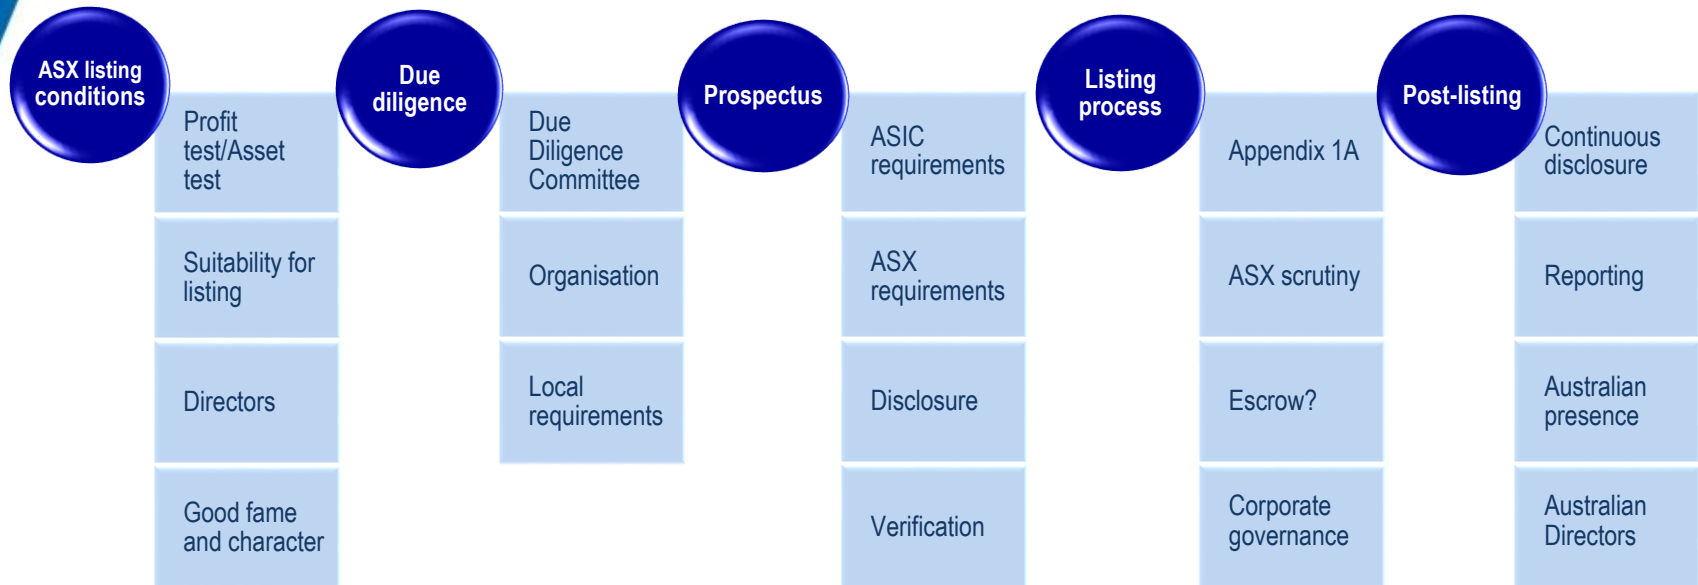 ASX listing
conditions
Profit
test/Asset
test
Suitability for
listing
Directors
Good fame
and character
Due
diligence
Due
Diligence
Committee
Organisation
Local
requirements
Prospectus
ASIC
requirements
ASX
requirements
Disclosure
Verification
Listing
process
Appendix 1A
ASX scrutiny
Escrow?
Corporate
governance
Post-listing
Continuous
disclosure
Reporting
Australian
presence
Australian
Directors